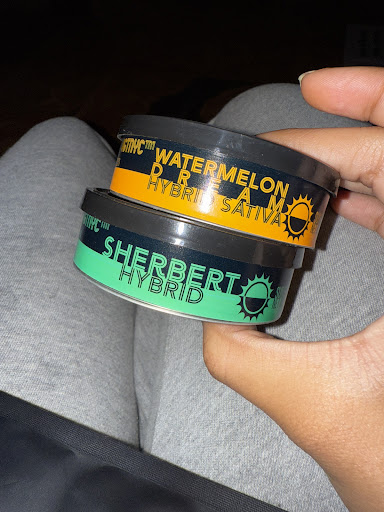 WATERMELON
DREAM
HYBRID SATIVA
SHERBERT
HYBRID